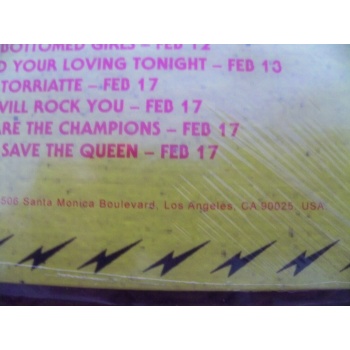 BOTTOMED GIRLS – FEB 12
YOUR LOVING TONIGHT – FEB 13
TORRIATTE – FEB 17
WILL ROCK YOU – FEB 17
ARE THE CHAMPIONS – FEB 17
SAVE THE QUEEN – FEB 17
Santa Monica Boulevard, Los Angeles, CA 90025, USA